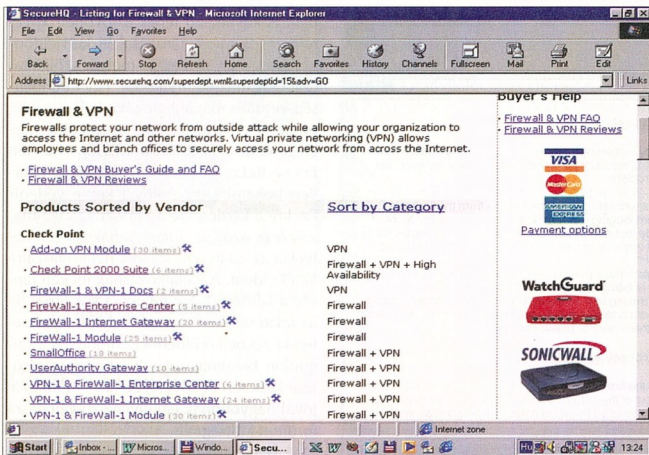 SecureHQ - Listing for Firewall & VPN - Microsoft Internet Explorer
File Edit View Go Favorites Help
Back Forward Stop Refresh Home Search Favorites History Channels Fullscreen Mail Print Edit
Address http://www.securehq.com/superdept.wml&superdeptid=15&adv=GO Links
Firewall & VPN
Firewalls protect your network from outside attack while allowing your organization to
access the Internet and other networks. Virtual private networking (VPN) allows
employees and branch offices to securely access your network from across the Internet.
· Firewall & VPN Buyer's Guide and FAQ
· Firewall & VPN Reviews
Buyer's Help
· Firewall & VPN FAQ
· Firewall & VPN Reviews
VISA
MasterCard
AMERICAN EXPRESS
Payment options
WatchGuard
SONICWALL
Products Sorted by Vendor Sort by Category
Check Point
· Add-on VPN Module (30 items) VPN
· Check Point 2000 Suite (6 items) Firewall + VPN + High
Availability
· FireWall-1 & VPN-1 Docs (2 items) VPN
· FireWall-1 Enterprise Center (5 items) Firewall
· FireWall-1 Internet Gateway (20 items) Firewall
· FireWall-1 Module (25 items) Firewall
· SmallOffice (19 items) Firewall + VPN
· UserAuthority Gateway (10 items) Firewall + VPN
· VPN-1 & FireWall-1 Enterprise Center (6 items) Firewall + VPN
· VPN-1 & FireWall-1 Internet Gateway (24 items) Firewall + VPN
· VPN-1 & FireWall-1 Module (30 items) Firewall + VPN
Internet zone
Start Inbox - ... Micros... Windo... Secu... Hu 13:24